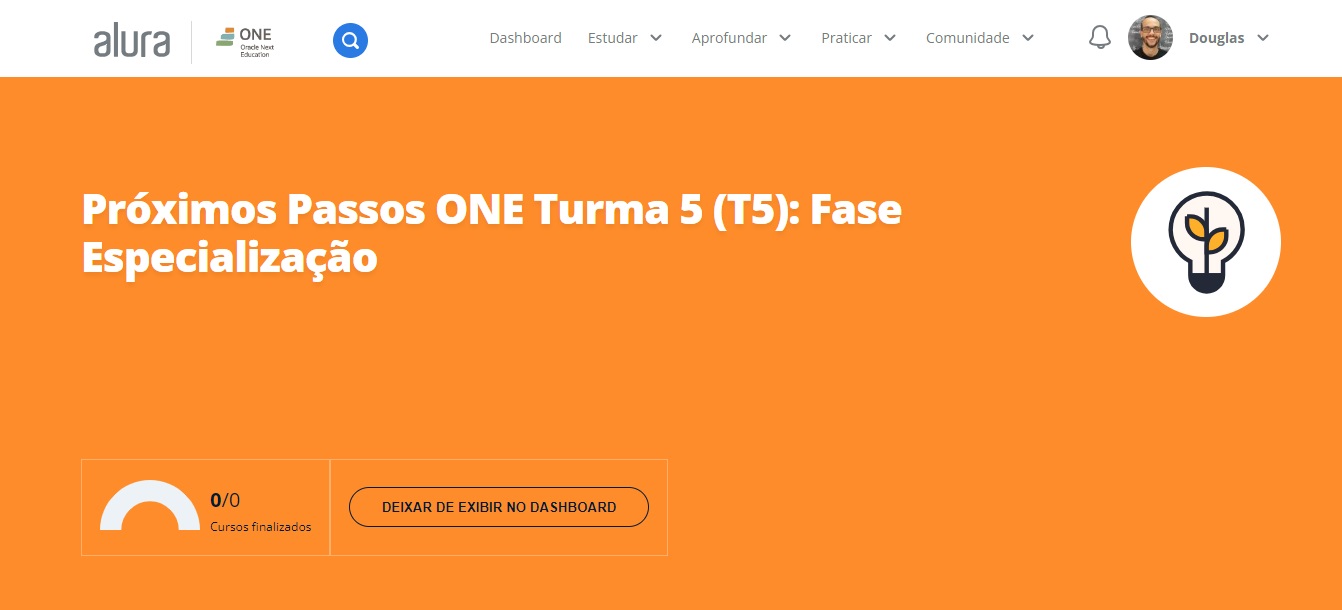 alura
ONE
Oracle Next
Education
Dashboard Estudar Aprofundar Praticar Comunidade Douglas
Próximos Passos ONE Turma 5 (T5): Fase
Especialização
0/0
Cursos finalizados
DEIXAR DE EXIBIR NO DASHBOARD